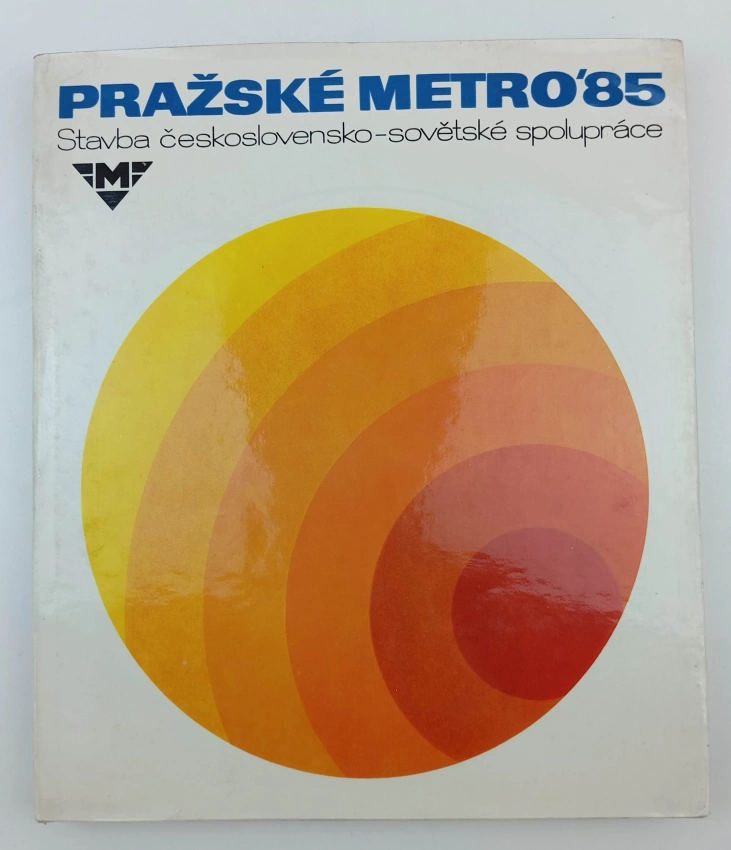 PRAŽSKÉ METRO'85
Stavba československo-sovětské spolupráce
M